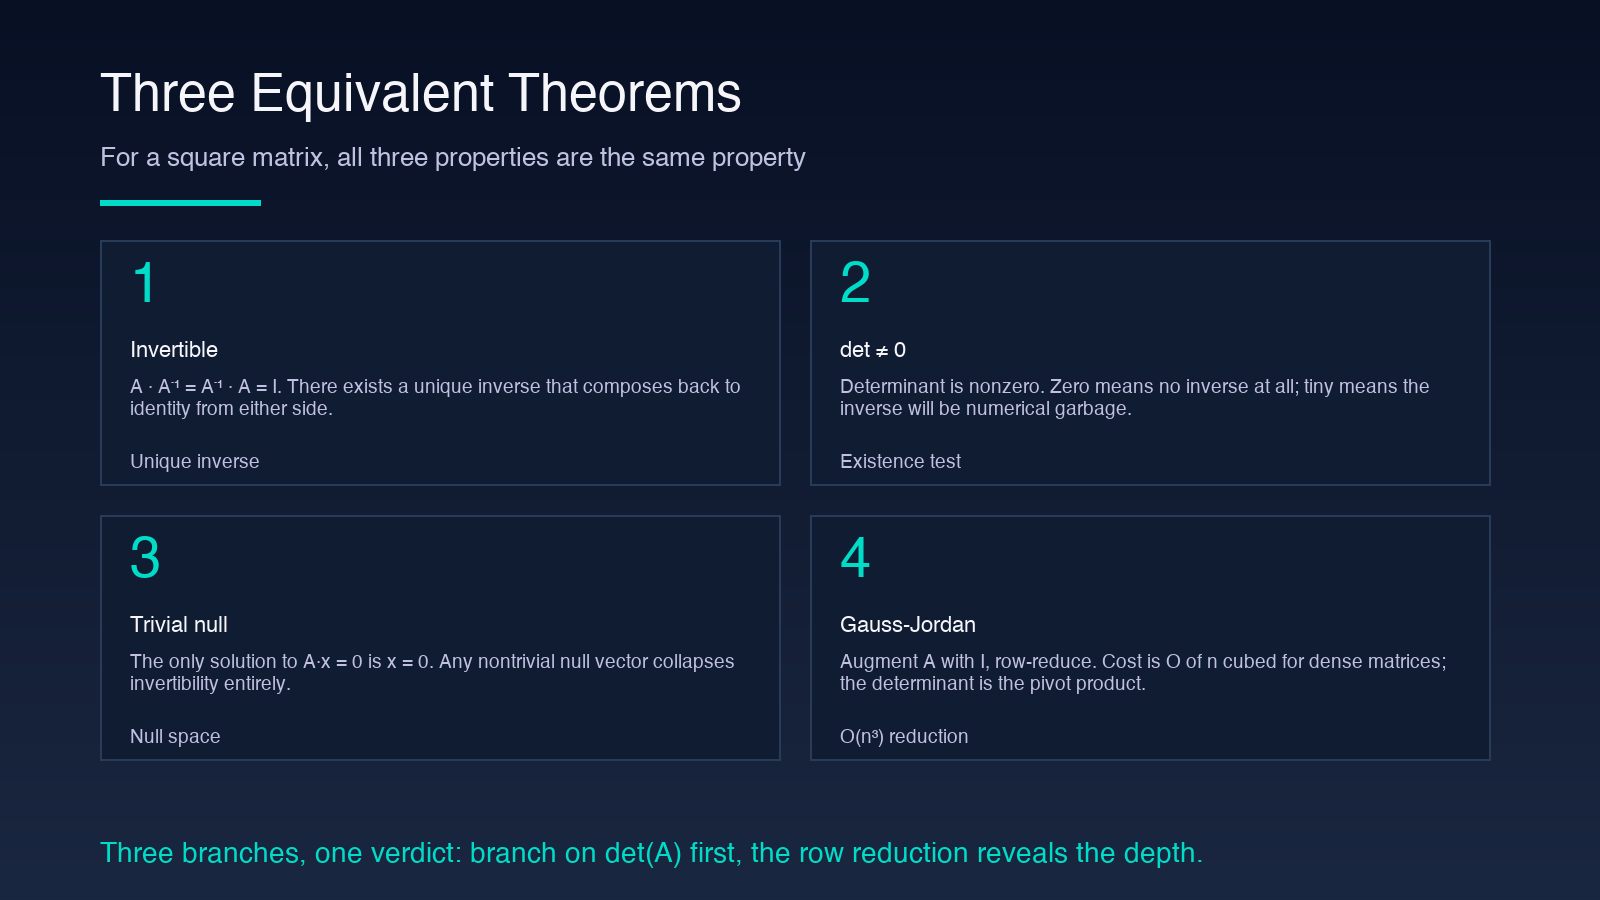 Three Equivalent Theorems
For a square matrix, all three properties are the same property
1
Invertible
A · A⁻¹ = A⁻¹ · A = I. There exists a unique inverse that composes back to
identity from either side.
Unique inverse
2
det ≠ 0
Determinant is nonzero. Zero means no inverse at all; tiny means the
inverse will be numerical garbage.
Existence test
3
Trivial null
The only solution to A·x = 0 is x = 0. Any nontrivial null vector collapses
invertibility entirely.
Null space
4
Gauss-Jordan
Augment A with I, row-reduce. Cost is O of n cubed for dense matrices;
the determinant is the pivot product.
O(n³) reduction
Three branches, one verdict: branch on det(A) first, the row reduction reveals the depth.